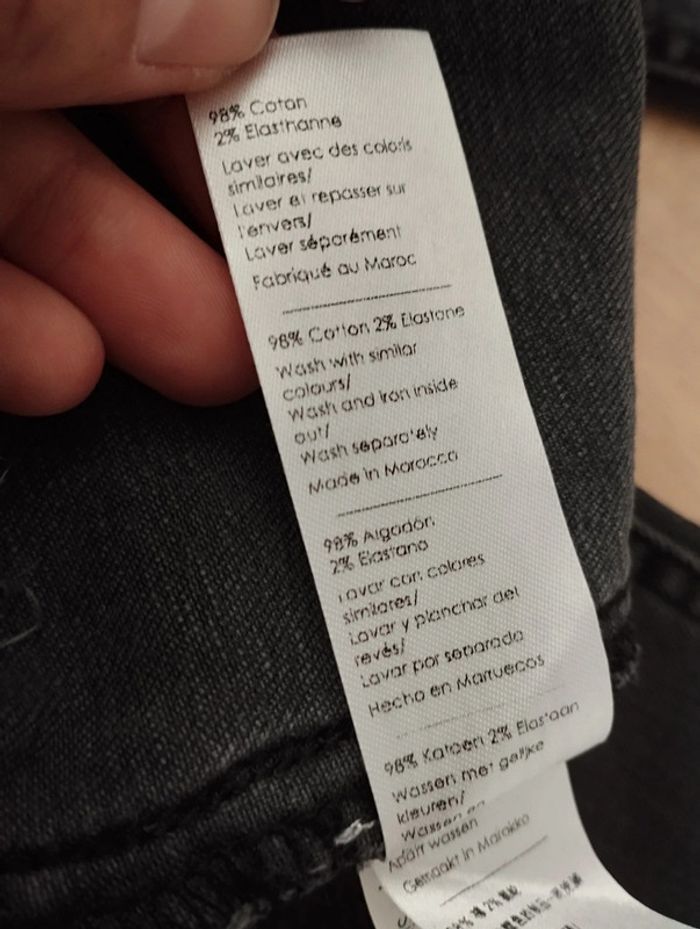 98% Coton
2% Elasthanne
Laver avec des coloris
similaires/
Laver et repasser sur
l'envers/
Laver séparément
Fabriqué au Maroc
98% Cotton 2% Elastane
Wash with similar
colours/
Wash and iron inside
out/
Wash separately
Made in Morocco
98% Algodón
2% Elastano
Lavar con colores
similares/
Lavar y planchar del
revés/
Lavar por separado
Hecho en Marruecos
98% Katoen 2% Elastaan
Wassen met gelijke
kleuren/
Wassen en
Apart wassen
Gemaakt in Marokko